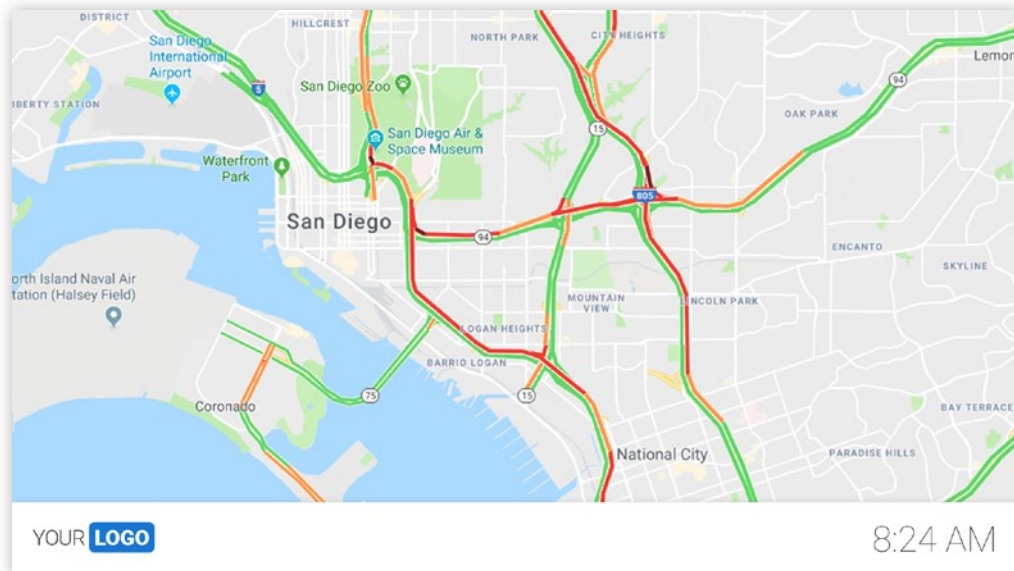 HILLCREST
NORTH PARK
CITY HEIGHTS
San Diego
International
Airport
San Diego Zoo
5
94
Lemon
LIBERTY STATION
15
OAK PARK
San Diego Air &
Space Museum
Waterfront
Park
805
San Diego
94
ENCANTO
SKYLINE
orth Island Naval Air
tation (Halsey Field)
MOUNTAIN
VIEW
LINCOLN PARK
LOGAN HEIGHTS
BARRIO LOGAN
75
15
Coronado
BAY TERRACE
National City
PARADISE HILLS
YOUR LOGO
8:24 AM